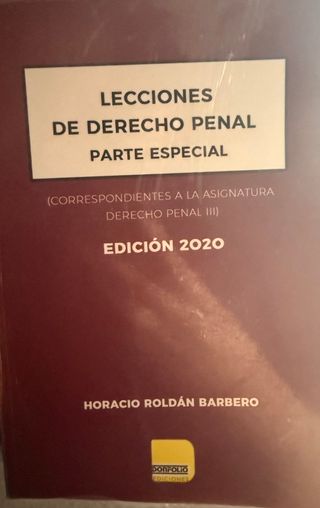 LECCIONES
DE DERECHO PENAL
PARTE ESPECIAL
(CORRESPONDIENTES A LA ASIGNATURA
DERECHO PENAL III)
EDICIÓN 2020
HORACIO ROLDÁN BARBERO
DONFOLIO
EDICIONES